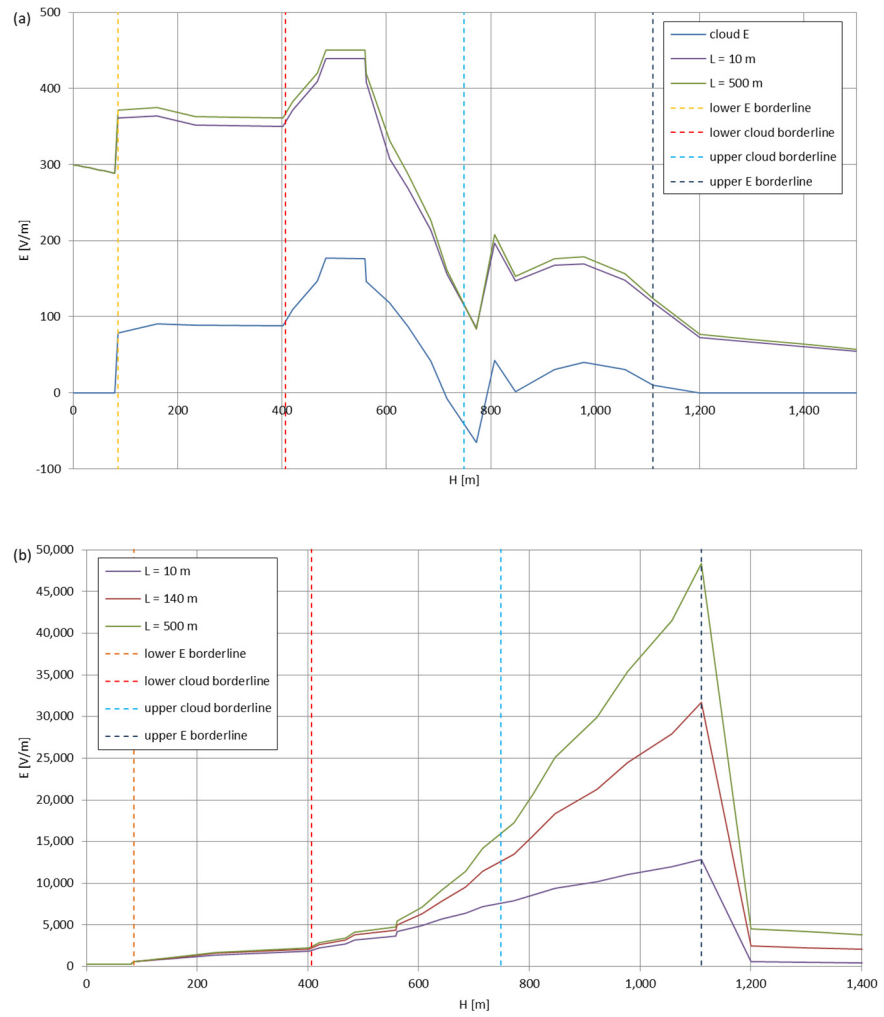 (a)
500
400
300
200
100
0
-100
E [V/m]
0
200
400
600
800
1,000
1,200
1,400
H [m]
cloud E
L = 10 m
L = 500 m
lower E borderline
lower cloud borderline
upper cloud borderline
upper E borderline
(b)
50,000
45,000
40,000
35,000
30,000
25,000
20,000
15,000
10,000
5,000
0
E [V/m]
L = 10 m
L = 140 m
L = 500 m
lower E borderline
lower cloud borderline
upper cloud borderline
upper E borderline
0
200
400
600
800
1,000
1,200
1,400
H [m]